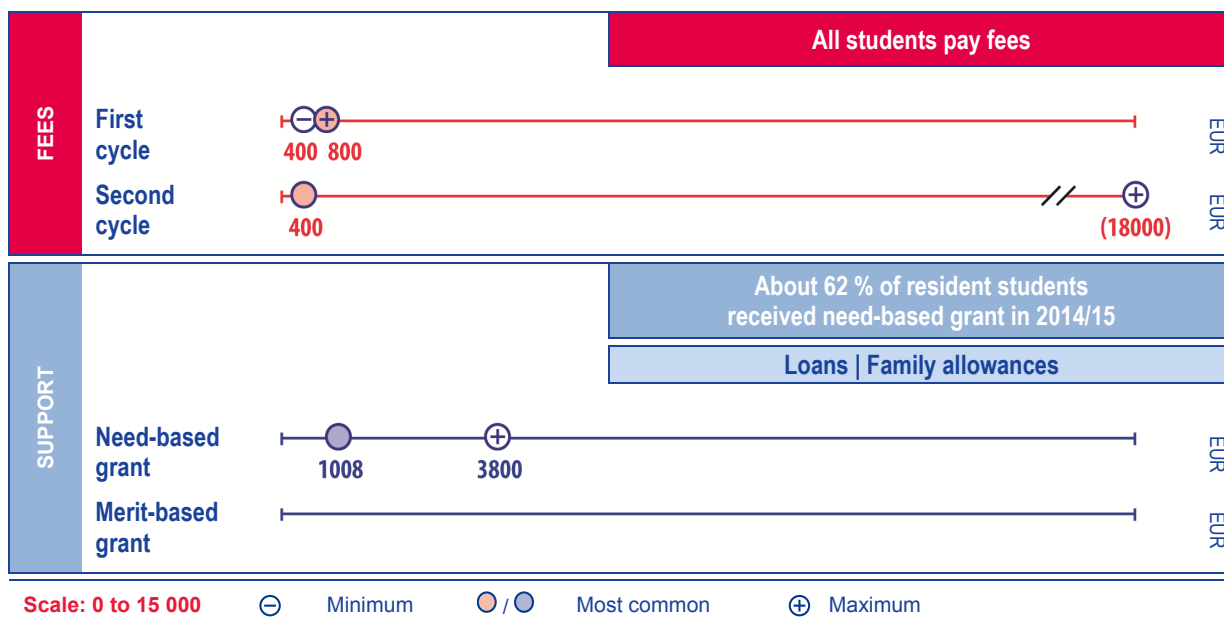 All students pay fees
FEES
First
cycle
400 800
EUR
Second
cycle
400
(18000)
EUR
About 62 % of resident students
received need-based grant in 2014/15
Loans | Family allowances
SUPPORT
Need-based
grant
1008
3800
EUR
Merit-based
grant
EUR
Scale: 0 to 15 000 Minimum / Most common Maximum